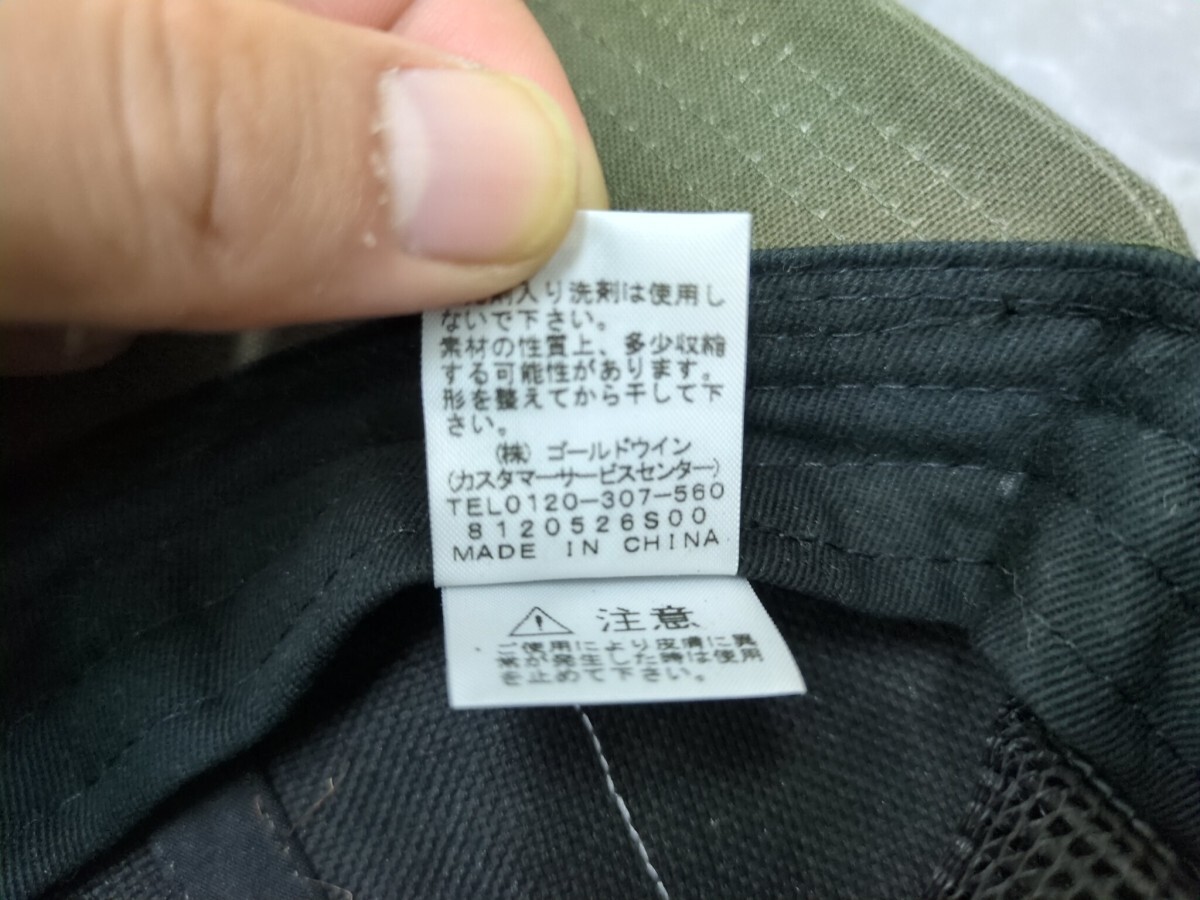 剤入り洗剤は使用し
ないで下さい。
素材の性質上、多少収縮
する可能性があります。
形を整えてから干して下
さい。
(株) ゴールドウイン
(カスタマーサービスセンター)
TEL0120-307-560
8120526S00
MADE IN CHINA
注意
ご使用により皮膚に異
常が発生した時は使用
を止めて下さい。